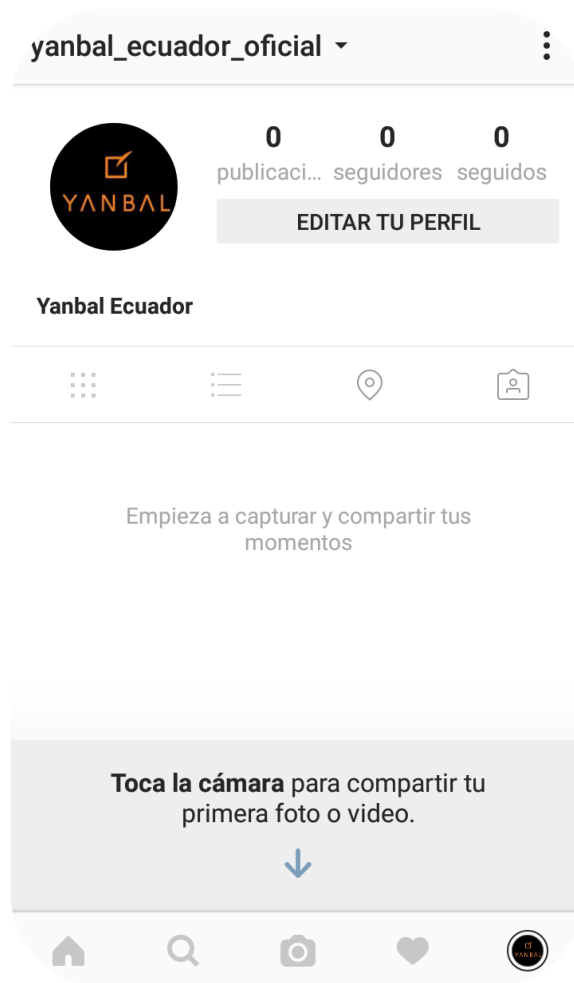 yanbal_ecuador_oficial
0 0 0
publicaci... seguidores seguidos
YANBAL
EDITAR TU PERFIL
Yanbal Ecuador
Empieza a capturar y compartir tus
momentos
Toca la cámara para compartir tu
primera foto o video.
YANBAL